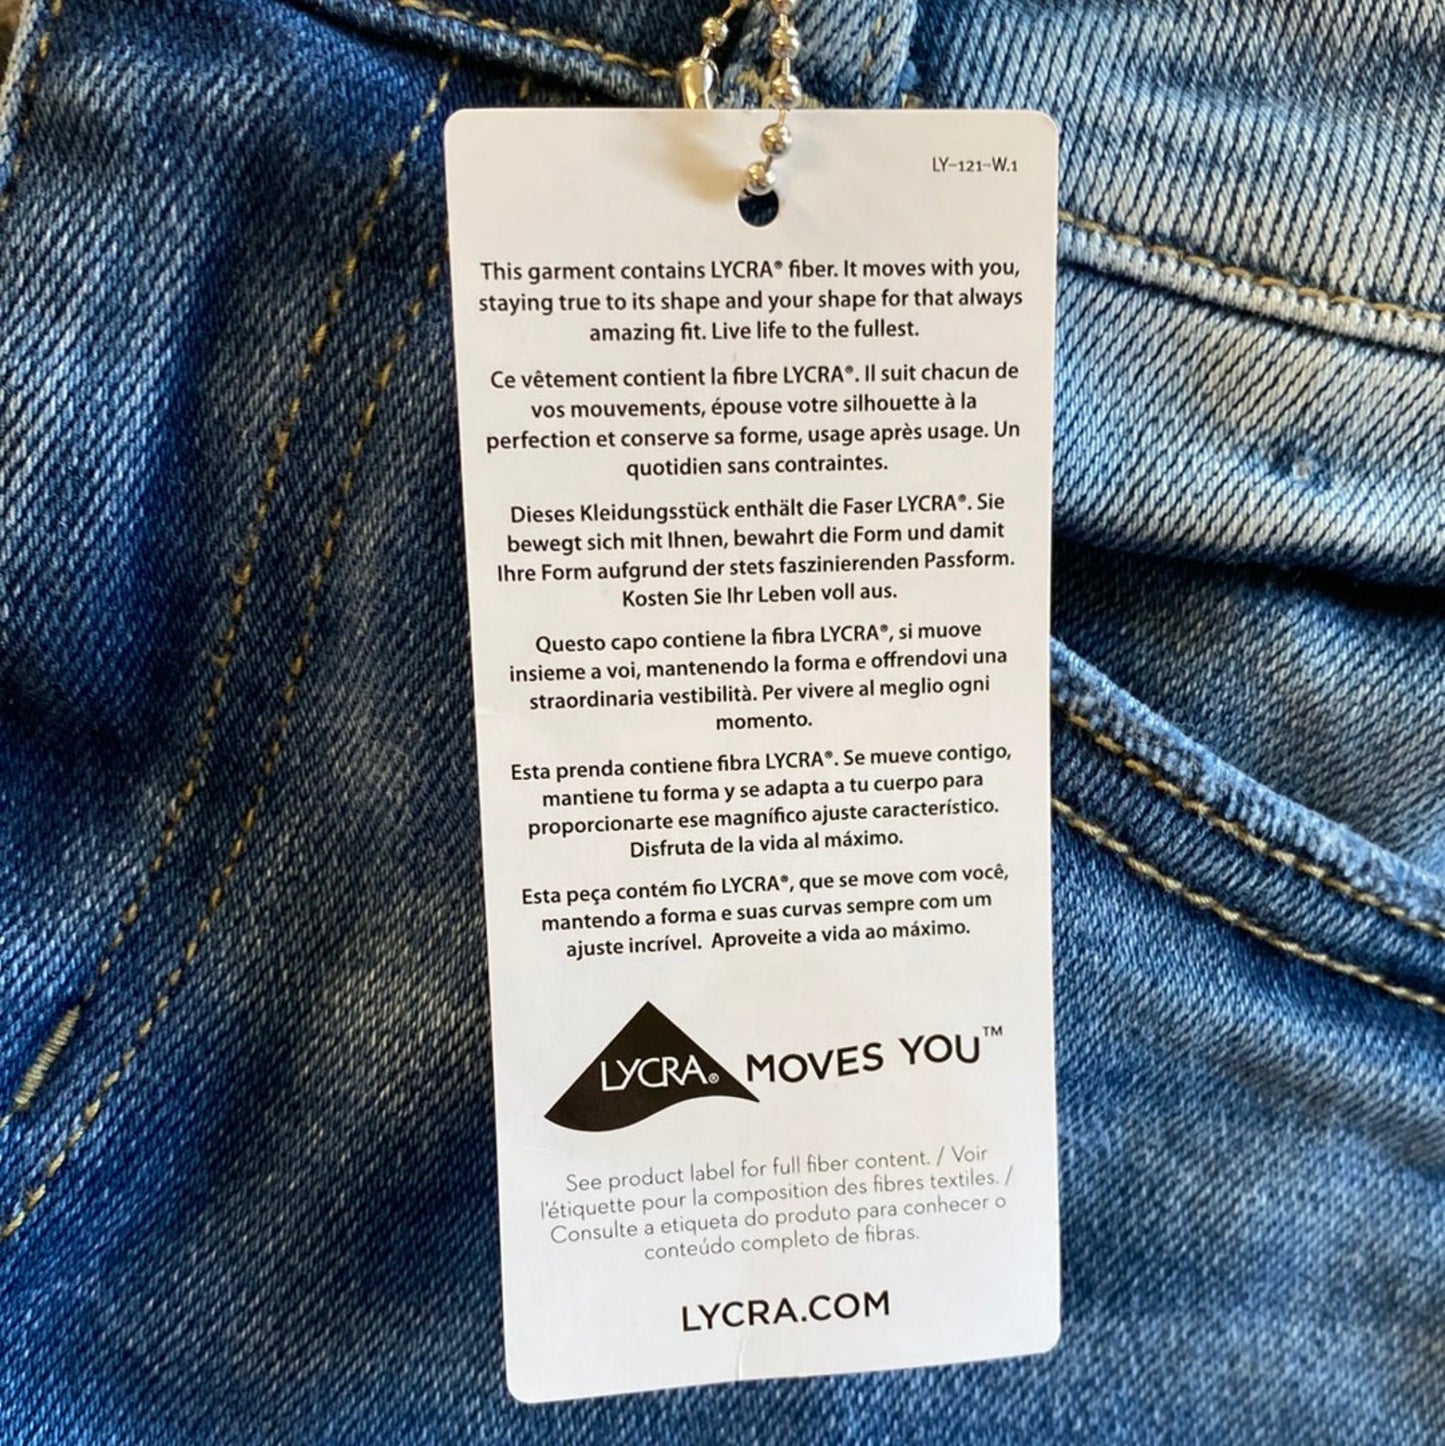 LY-121-W.1
This garment contains LYCRA® fiber. It moves with you,
staying true to its shape and your shape for that always
amazing fit. Live life to the fullest.
Ce vêtement contient la fibre LYCRA®. Il suit chacun de
vos mouvements, épouse votre silhouette à la
perfection et conserve sa forme, usage après usage. Un
quotidien sans contraintes.
Dieses Kleidungsstück enthält die Faser LYCRA®. Sie
bewegt sich mit Ihnen, bewahrt die Form und damit
Ihre Form aufgrund der stets faszinierenden Passform.
Kosten Sie Ihr Leben voll aus.
Questo capo contiene la fibra LYCRA®, si muove
insieme a voi, mantenendo la forma e offrendovi una
straordinaria vestibilità. Per vivere al meglio ogni
momento.
Esta prenda contiene fibra LYCRA®. Se mueve contigo,
mantiene tu forma y se adapta a tu cuerpo para
proporcionarte ese magnífico ajuste característico.
Disfruta de la vida al máximo.
Esta peça contém fio LYCRA®, que se move com você,
mantendo a forma e suas curvas sempre com um
ajuste incrível. Aproveite a vida ao máximo.
LYCRA® MOVES YOU™
See product label for full fiber content. / Voir
l'étiquette pour la composition des fibres textiles. /
Consulte a etiqueta do produto para conhecer o
conteúdo completo de fibras.
LYCRA.COM